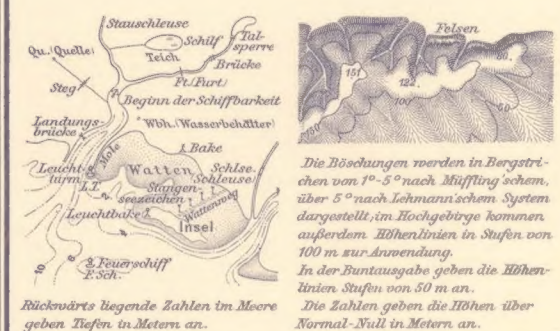 Stauschleuse
Schilf
Teich
Tal-
sperre
Brücke
Qu. (Quelle)
Ft. (Furt)
Steg
Beginn der Schiffbarkeit
Landungs-
brücke
Wbh. (Wasserbehälter)
Mole
1. Bake
Leucht-
turm
L.T.
Watten
Schlse.
Schleuse
Stangen-
seezeichen
Wattenweg
Leuchtbake
Insel
2
4
6
10
Feuerschiff
F.Sch.
Rückwärts liegende Zahlen im Meere
geben Tiefen in Metern an.
Felsen
151
122
100
80
50
150
Die Böschungen werden in Bergstri-
chen von 1°-5° nach Müffling'schem,
über 5° nach Lehmann'schem System
dargestellt; im Hochgebirge kommen
außerdem Höhenlinien in Stufen von
100 m zur Anwendung.
In der Buntausgabe geben die Höhen-
linien Stufen von 50 m an.
Die Zahlen geben die Höhen über
Normal-Null in Metern an.